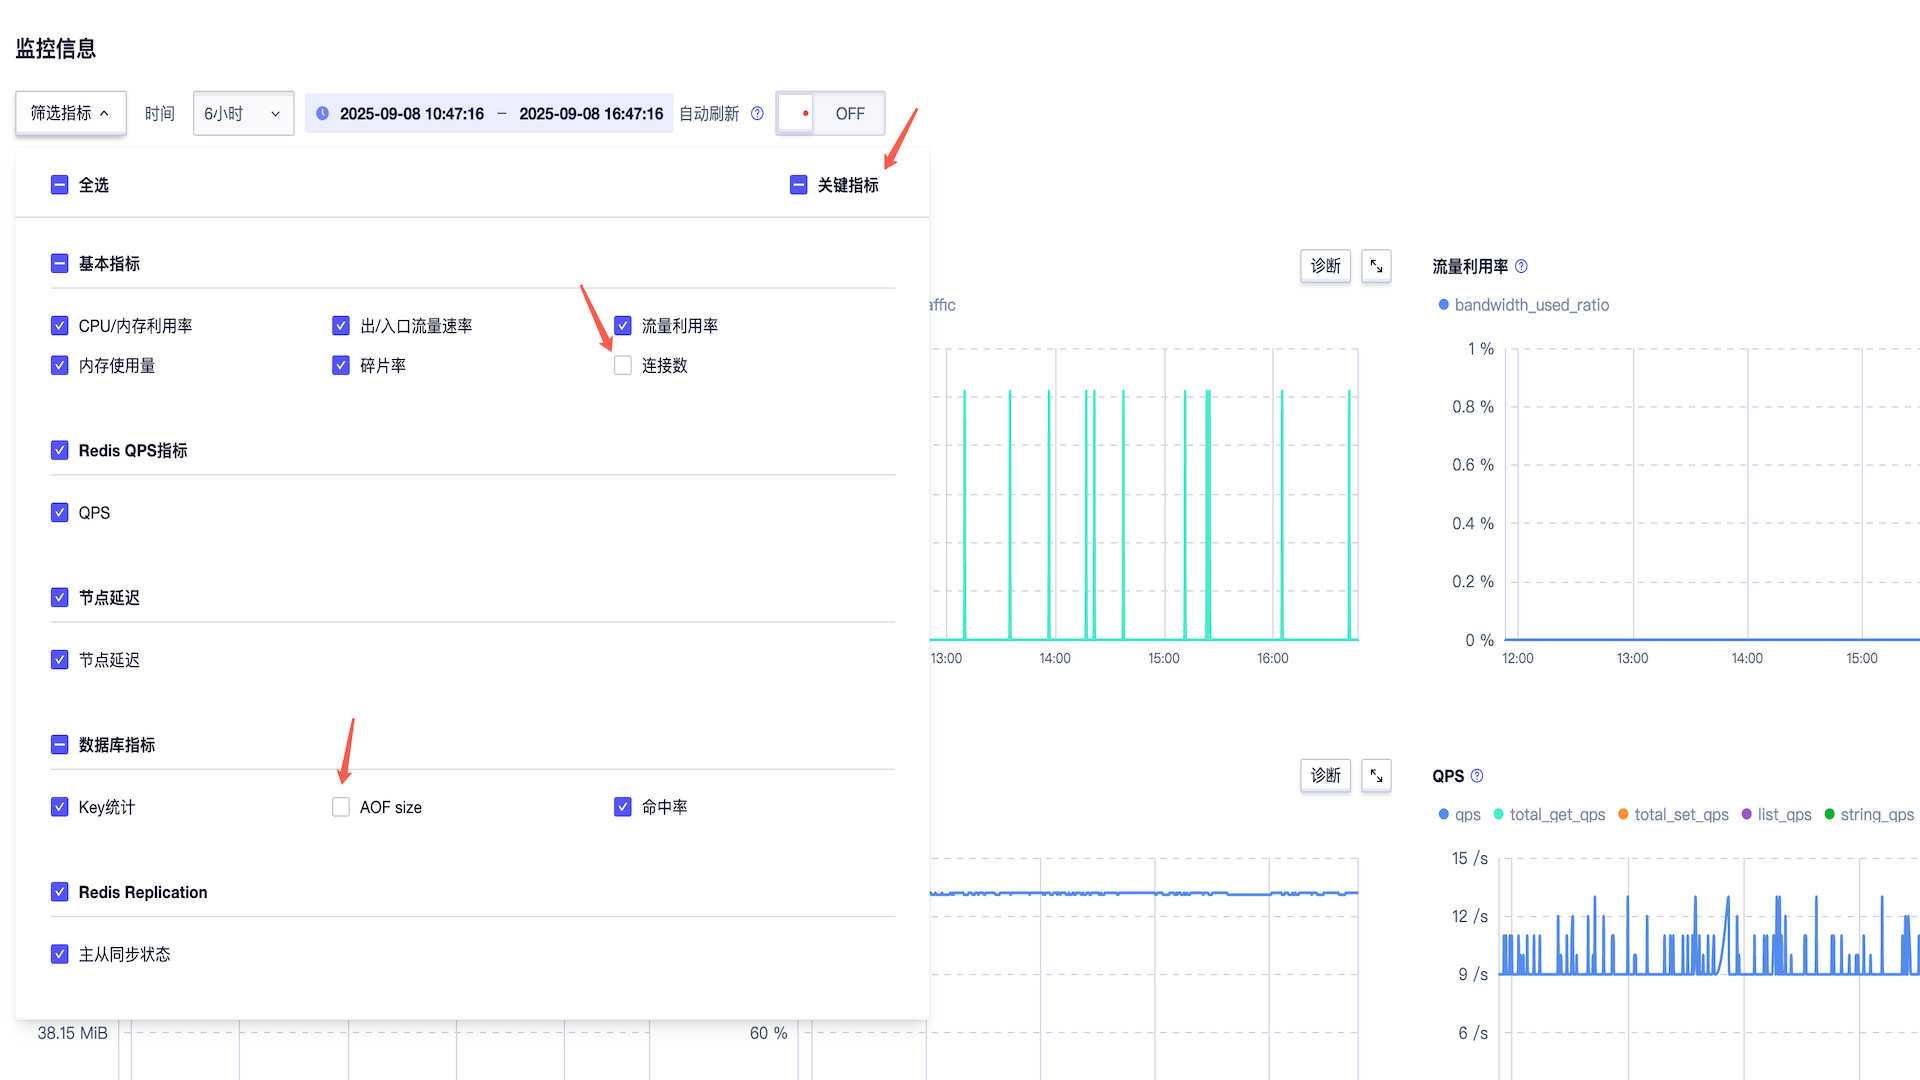 监控信息
筛选指标 时间 6小时 2025-09-08 10:47:16 – 2025-09-08 16:47:16 自动刷新 OFF
全选 关键指标
基本指标
CPU/内存利用率 出/入口流量速率 流量利用率
内存使用量 碎片率 连接数
Redis QPS指标
QPS
节点延迟
节点延迟
数据库指标
Key统计 AOF size 命中率
Redis Replication
主从同步状态
38.15 MiB
60 %
诊断
affic
13:00 14:00 15:00 16:00
流量利用率
bandwidth_used_ratio
1 %
0.8 %
0.6 %
0.4 %
0.2 %
0 %
12:00 13:00 14:00 15:00
诊断
QPS
qps total_get_qps total_set_qps list_qps string_qps
15 /s
12 /s
9 /s
6 /s